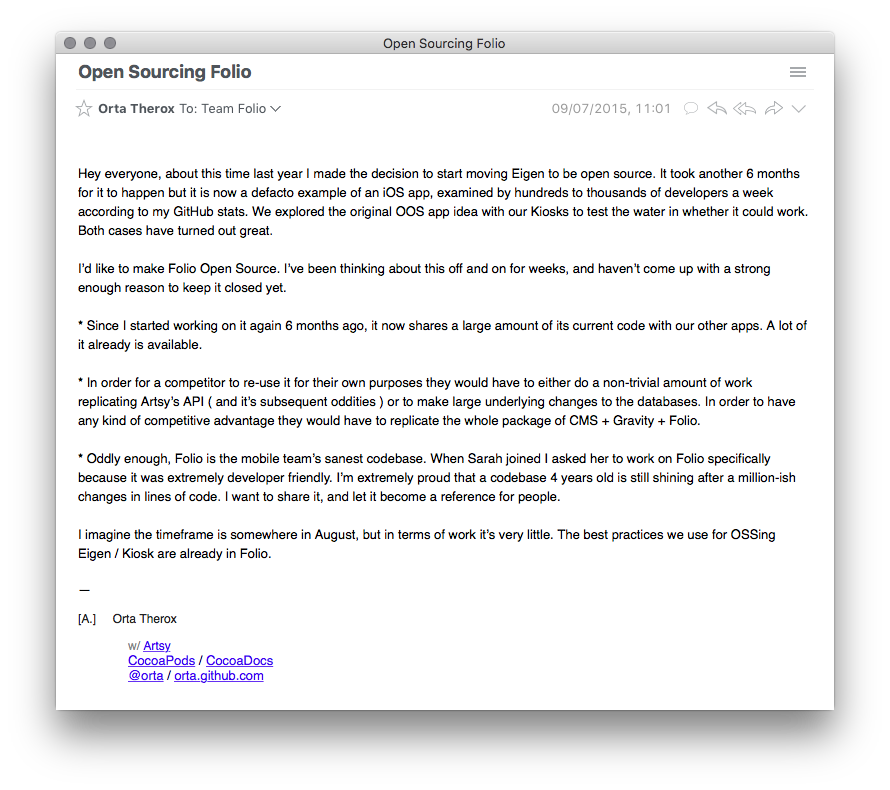 Open Sourcing Folio
Open Sourcing Folio
Orta Therox To: Team Folio
09/07/2015, 11:01
Hey everyone, about this time last year I made the decision to start moving Eigen to be open source. It took another 6 months
for it to happen but it is now a defacto example of an iOS app, examined by hundreds to thousands of developers a week
according to my GitHub stats. We explored the original OOS app idea with our Kiosks to test the water in whether it could work.
Both cases have turned out great.
I'd like to make Folio Open Source. I've been thinking about this off and on for weeks, and haven't come up with a strong
enough reason to keep it closed yet.
* Since I started working on it again 6 months ago, it now shares a large amount of its current code with our other apps. A lot of
it already is available.
* In order for a competitor to re-use it for their own purposes they would have to either do a non-trivial amount of work
replicating Artsy's API ( and it's subsequent oddities ) or to make large underlying changes to the databases. In order to have
any kind of competitive advantage they would have to replicate the whole package of CMS + Gravity + Folio.
* Oddly enough, Folio is the mobile team's sanest codebase. When Sarah joined I asked her to work on Folio specifically
because it was extremely developer friendly. I'm extremely proud that a codebase 4 years old is still shining after a million-ish
changes in lines of code. I want to share it, and let it become a reference for people.
I imagine the timeframe is somewhere in August, but in terms of work it's very little. The best practices we use for OSSing
Eigen / Kiosk are already in Folio.
—
[A.] Orta Therox
w/ Artsy
CocoaPods / CocoaDocs
@orta / orta.github.com